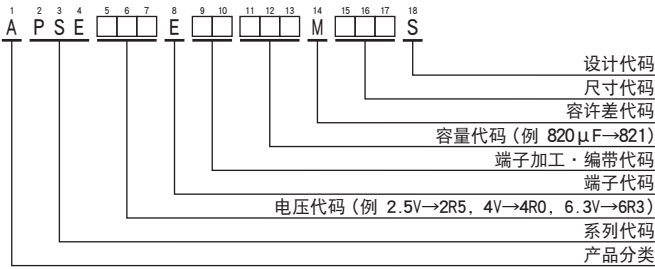 1 2 3 4 5 6 7 8 9 10 11 12 13 14 15 16 17 18
A P S E □□□ E □□ □□□ M □□□ S
设计代码
尺寸代码
容许差代码
容量代码（例 820μF→821）
端子加工・编带代码
端子代码
电压代码（例 2.5V→2R5, 4V→4R0, 6.3V→6R3）
系列代码
产品分类